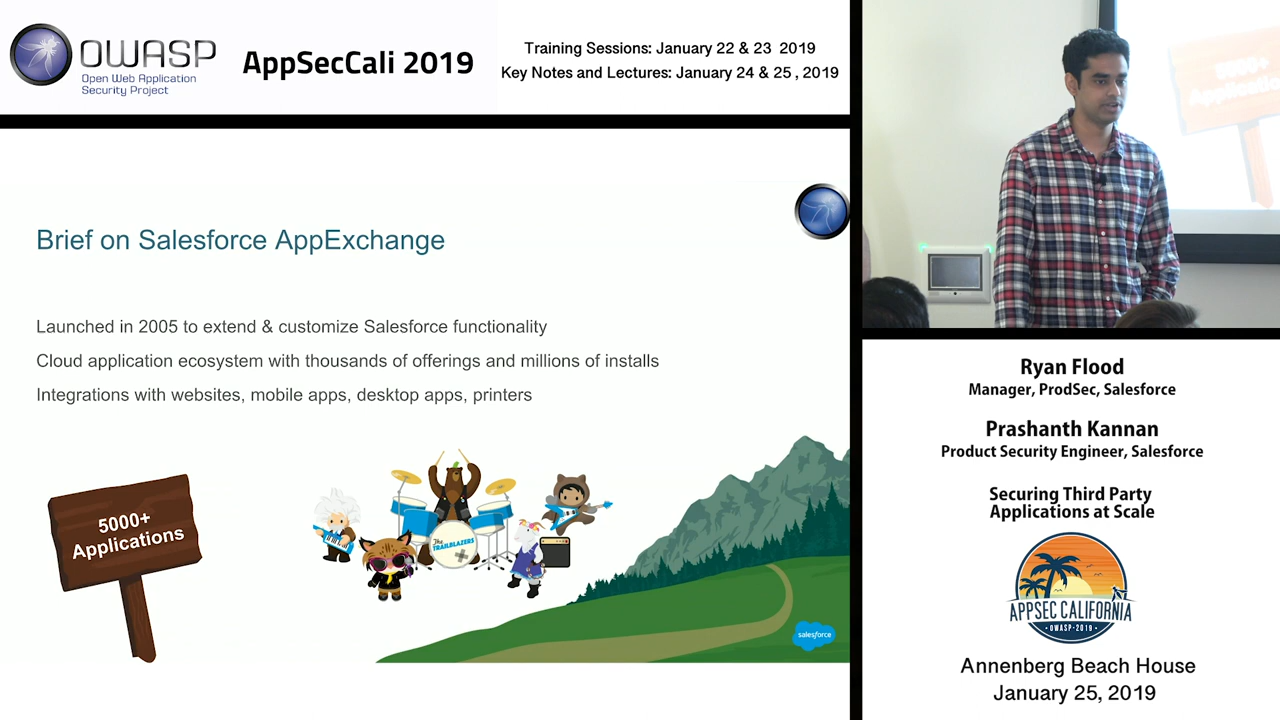 OWASP
Open Web Application
Security Project
AppSecCali 2019
Training Sessions: January 22 & 23 2019
Key Notes and Lectures: January 24 & 25 , 2019
Brief on Salesforce AppExchange
Launched in 2005 to extend & customize Salesforce functionality
Cloud application ecosystem with thousands of offerings and millions of installs
Integrations with websites, mobile apps, desktop apps, printers
5000+
Applications
The
TRAILBLAZERS
salesforce
5000+
Ryan Flood
Manager, ProdSec, Salesforce
Prashanth Kannan
Product Security Engineer, Salesforce
Securing Third Party
Applications at Scale
APPSEC CALIFORNIA
OWASP-2019
Annenberg Beach House
January 25, 2019